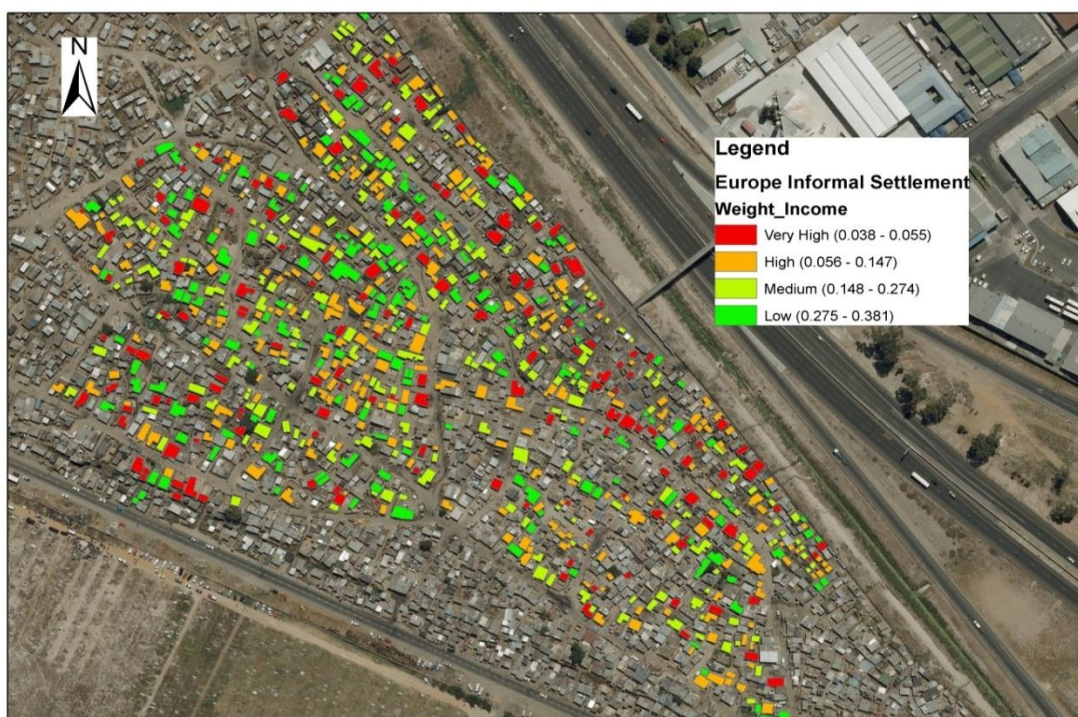 N
Legend
Europe Informal Settlement
Weight_Income
Very High (0.038 - 0.055)
High (0.056 - 0.147)
Medium (0.148 - 0.274)
Low (0.275 - 0.381)